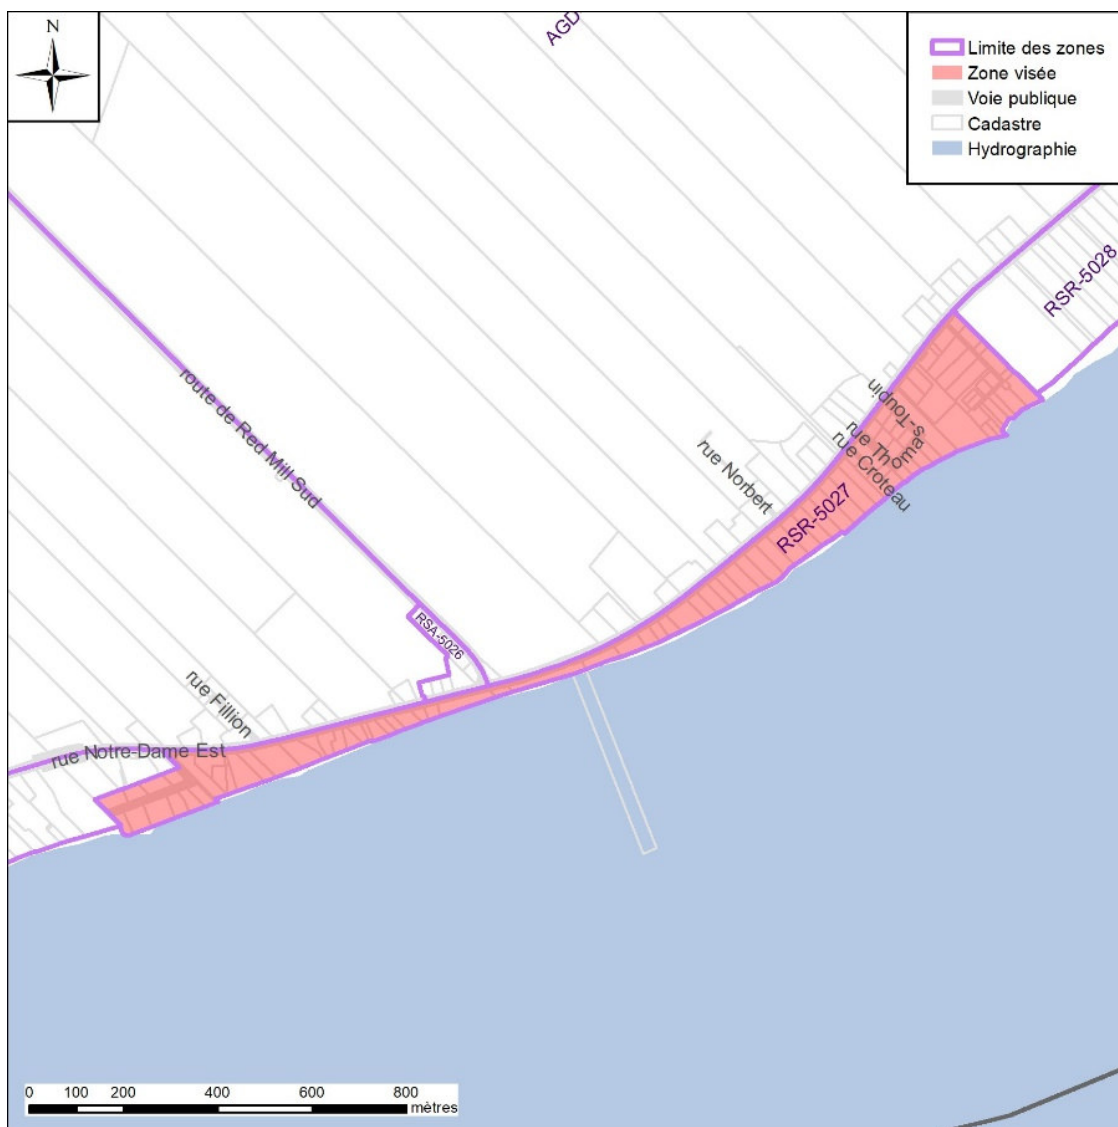 N
AGD
Limite des zones
Zone visée
Voie publique
Cadastre
Hydrographie
RSR-5028
route de Red Mill Sud
rue Thomas-Toupin
rue Croteau
rue Norbert
RSR-5027
RSA-5026
rue Fillion
rue Notre-Dame Est
0 100 200 400 600 800
mètres